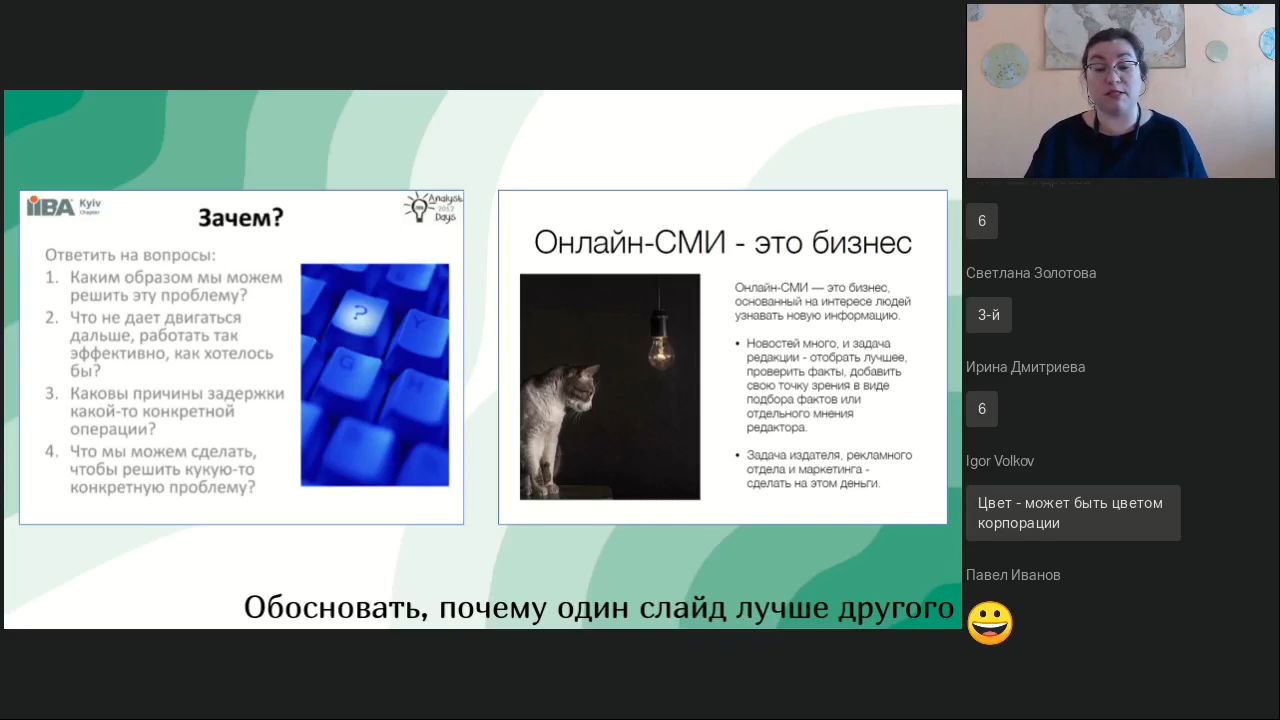 IIBA Kyiv
Chapter
Зачем?
Analyst
2017
Days
Ответить на вопросы:
1. Каким образом мы можем
решить эту проблему?
2. Что не дает двигаться
дальше, работать так
эффективно, как хотелось
бы?
3. Каковы причины задержки
какой-то конкретной
операции?
4. Что мы можем сделать,
чтобы решить кукую-то
конкретную проблему?
?
Y
G
H
Онлайн-СМИ - это бизнес
Онлайн-СМИ — это бизнес,
основанный на интересе людей
узнавать новую информацию.
• Новостей много, и задача
редакции - отобрать лучшее,
проверить факты, добавить
свою точку зрения в виде
подбора фактов или
отдельного мнения
редактора.
• Задача издателя, рекламного
отдела и маркетинга -
сделать на этом деньги.
Обосновать, почему один слайд лучше другого
6
Светлана Золотова
3-й
Ирина Дмитриева
6
Igor Volkov
Цвет - может быть цветом
корпорации
Павел Иванов